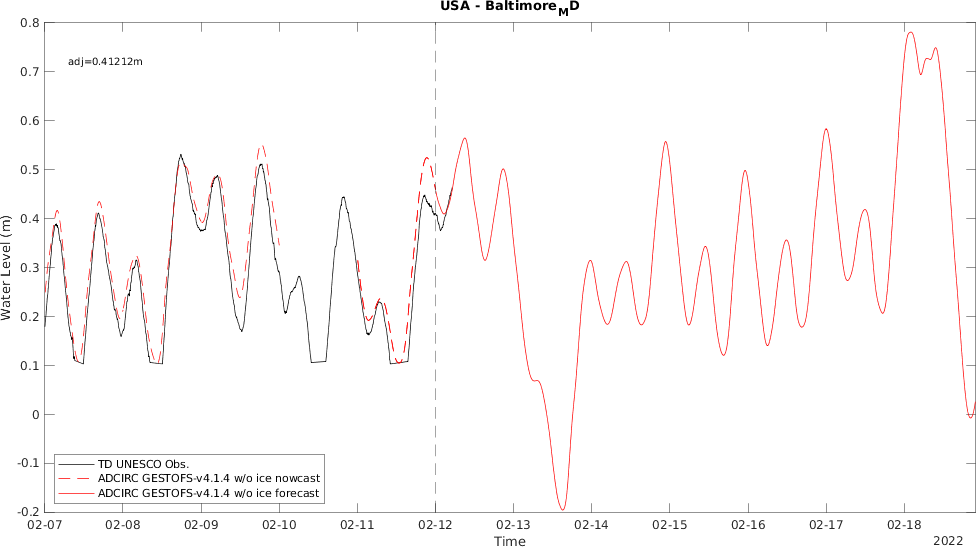 USA - Baltimore_MD
0.8
0.7
0.6
0.5
0.4
0.3
0.2
0.1
0
-0.1
-0.2
Water Level (m)
adj=0.41212m
TD UNESCO Obs.
ADCIRC GESTOFS-v4.1.4 w/o ice nowcast
ADCIRC GESTOFS-v4.1.4 w/o ice forecast
02-07 02-08 02-09 02-10 02-11 02-12 02-13 02-14 02-15 02-16 02-17 02-18
Time
2022